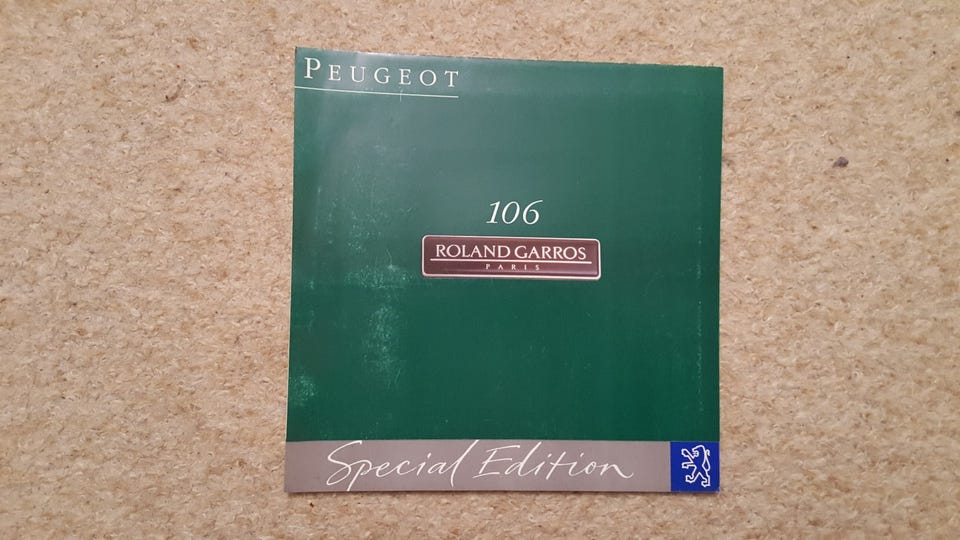 PEUGEOT
106
ROLAND GARROS
PARIS
Special Edition